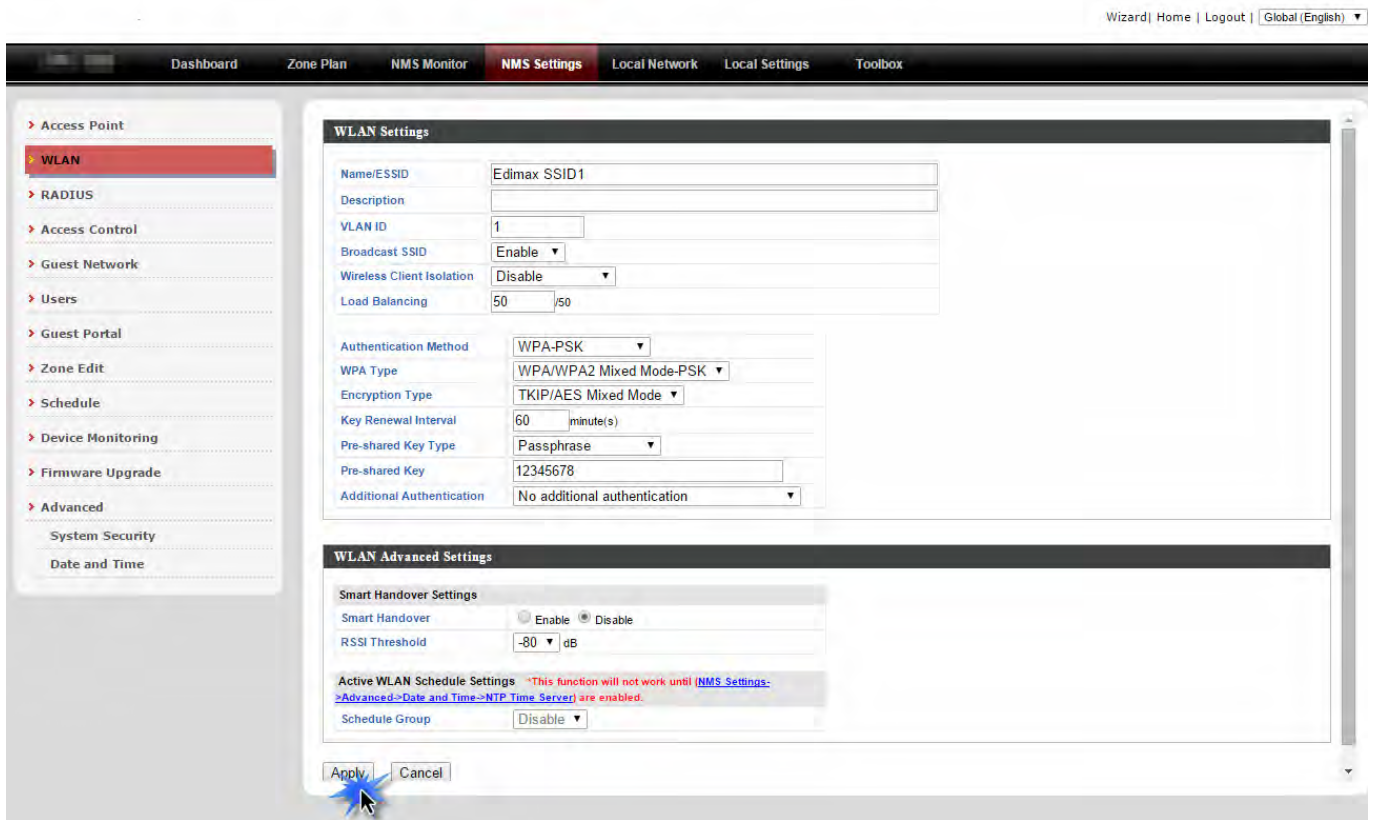 Wizard| Home | Logout | Global (English)
Dashboard Zone Plan NMS Monitor NMS Settings Local Network Local Settings Toolbox
Access Point
WLAN
RADIUS
Access Control
Guest Network
Users
Guest Portal
Zone Edit
Schedule
Device Monitoring
Firmware Upgrade
Advanced
System Security
Date and Time
WLAN Settings
Name/ESSID Edimax SSID1
Description
VLAN ID 1
Broadcast SSID Enable
Wireless Client Isolation Disable
Load Balancing 50 /50
Authentication Method WPA-PSK
WPA Type WPA/WPA2 Mixed Mode-PSK
Encryption Type TKIP/AES Mixed Mode
Key Renewal Interval 60 minute(s)
Pre-shared Key Type Passphrase
Pre-shared Key 12345678
Additional Authentication No additional authentication
WLAN Advanced Settings
Smart Handover Settings
Smart Handover Enable Disable
RSSI Threshold -80 dB
Active WLAN Schedule Settings *This function will not work until (NMS Settings-
>Advanced->Date and Time->NTP Time Server) are enabled.
Schedule Group Disable
Apply Cancel